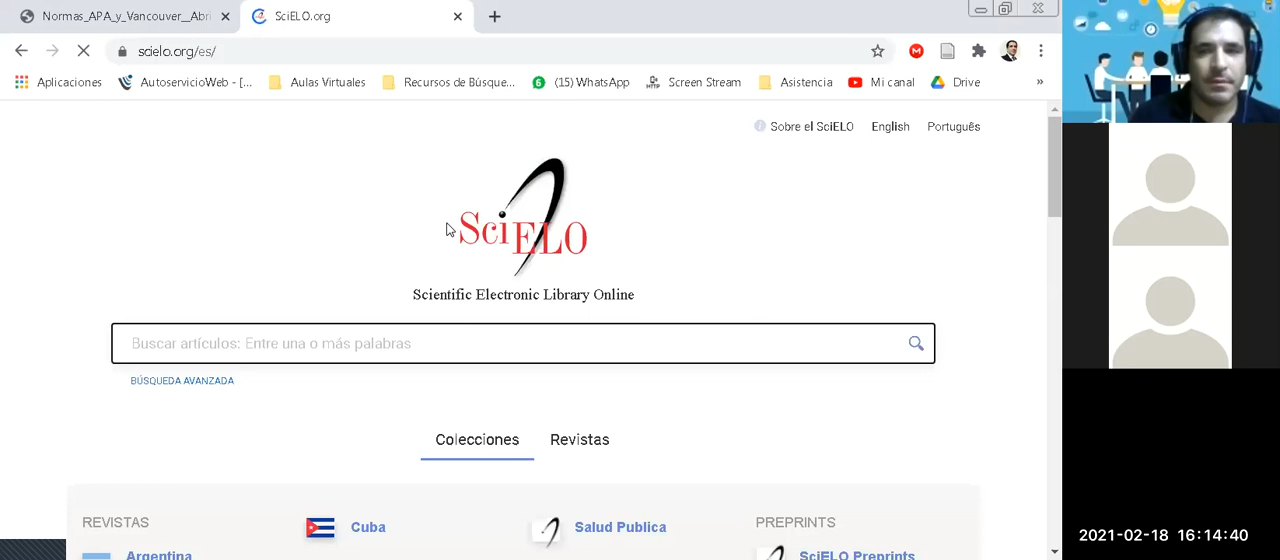 Normas_APA_y_Vancouver_Abri
SciELO.org
scielo.org/es/
Aplicaciones
AutoservicioWeb - [...
Aulas Virtuales
Recursos de Búsque...
(15) WhatsApp
Screen Stream
Asistencia
Mi canal
Drive
»
Sobre el SciELO
English
Português
SciELO
Scientific Electronic Library Online
Buscar artículos: Entre una o más palabras
BÚSQUEDA AVANZADA
Colecciones
Revistas
REVISTAS
Cuba
Salud Publica
PREPRINTS
Argentina
SciELO Preprints
2021-02-18 16:14:40